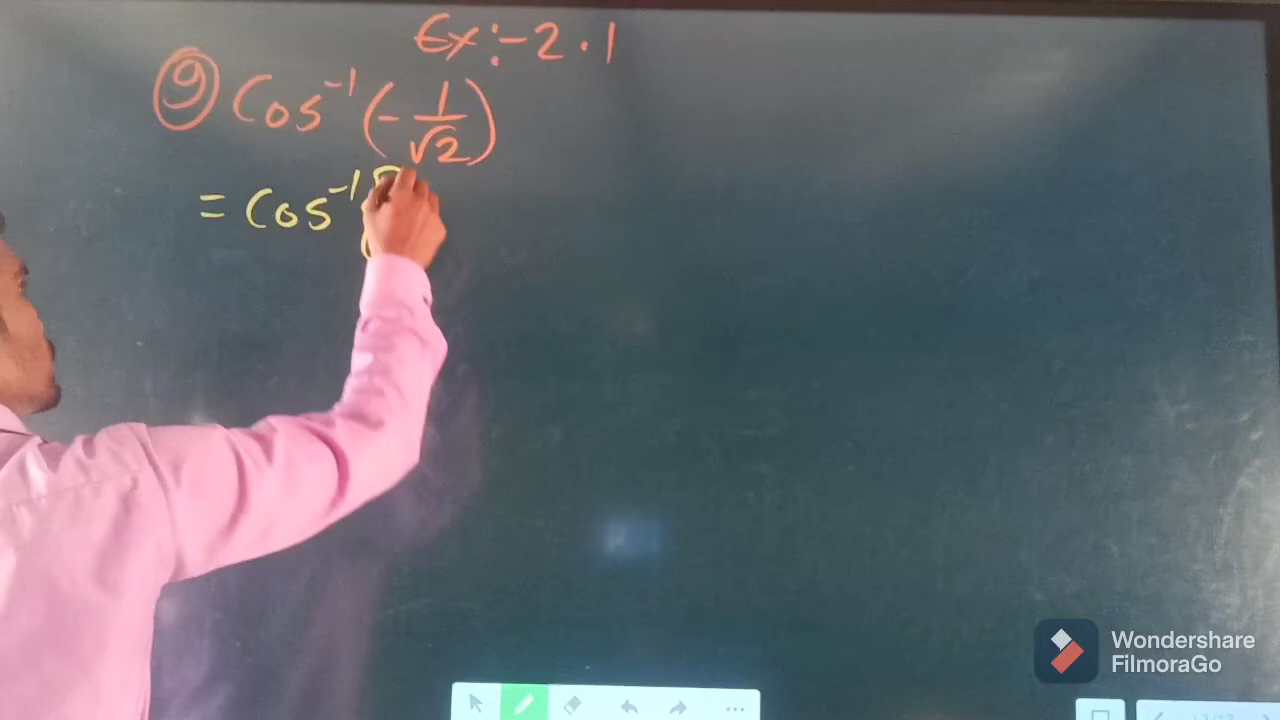 Ex:- 2.1
⑨ Cos⁻¹(-1/√2)
= Cos⁻¹
Wondershare
FilmoraGo